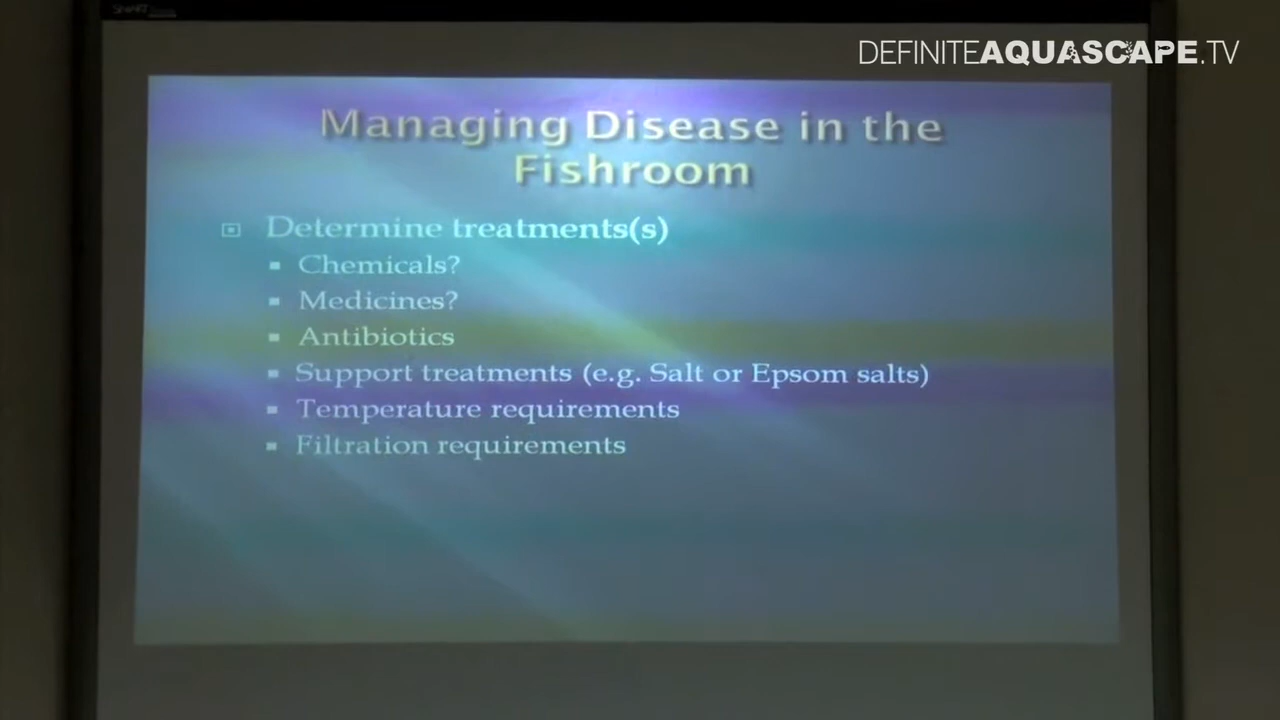 SMART
DEFINITEAQUASCAPE.TV
Managing Disease in the
Fishroom
Determine treatments(s)
Chemicals?
Medicines?
Antibiotics
Support treatments (e.g. Salt or Epsom salts)
Temperature requirements
Filtration requirements